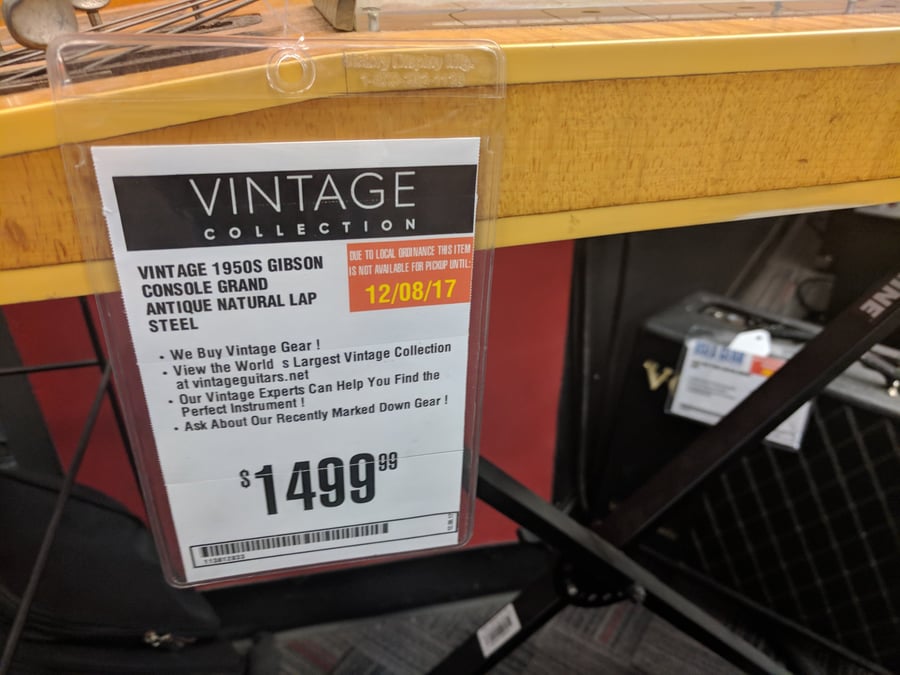 VINTAGE
COLLECTION
VINTAGE 1950S GIBSON
CONSOLE GRAND
ANTIQUE NATURAL LAP
STEEL
DUE TO LOCAL ORDINANCE THIS ITEM
IS NOT AVAILABLE FOR PICKUP UNTIL:
12/08/17
• We Buy Vintage Gear !
• View the World s Largest Vintage Collection
at vintageguitars.net
• Our Vintage Experts Can Help You Find the
Perfect Instrument !
• Ask About Our Recently Marked Down Gear !
$1499.99
INE